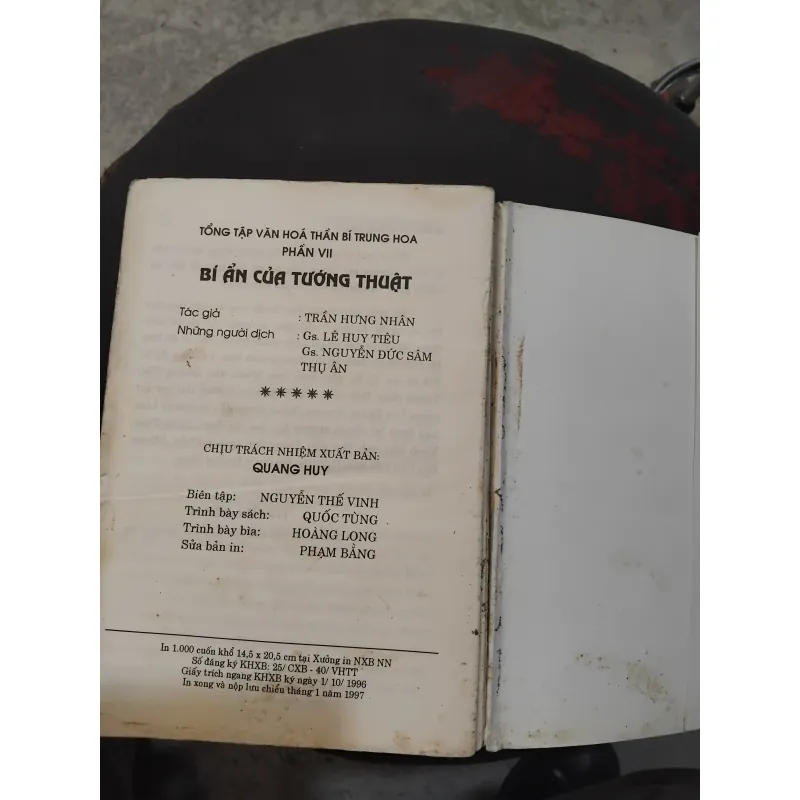 TỔNG TẬP VĂN HOÁ THẦN BÍ TRUNG HOA
PHẦN VII
BÍ ẨN CỦA TƯỚNG THUẬT
Tác giả : TRẦN HƯNG NHÂN
Những người dịch : Gs. LÊ HUY TIÊU
Gs. NGUYỄN ĐỨC SÂM
THỤ ÂN
✴✴✴✴✴
CHỊU TRÁCH NHIỆM XUẤT BẢN:
QUANG HUY
Biên tập: NGUYỄN THẾ VINH
Trình bày sách: QUỐC TÙNG
Trình bày bìa: HOÀNG LONG
Sửa bản in: PHẠM BẰNG
In 1.000 cuốn khổ 14,5 x 20,5 cm tại Xưởng in NXB NN
Số đăng ký KHXB: 25/ CXB - 40/ VHTT
Giấy trích ngang KHXB ký ngày 1/ 10/ 1996
In xong và nộp lưu chiểu tháng 1 năm 1997